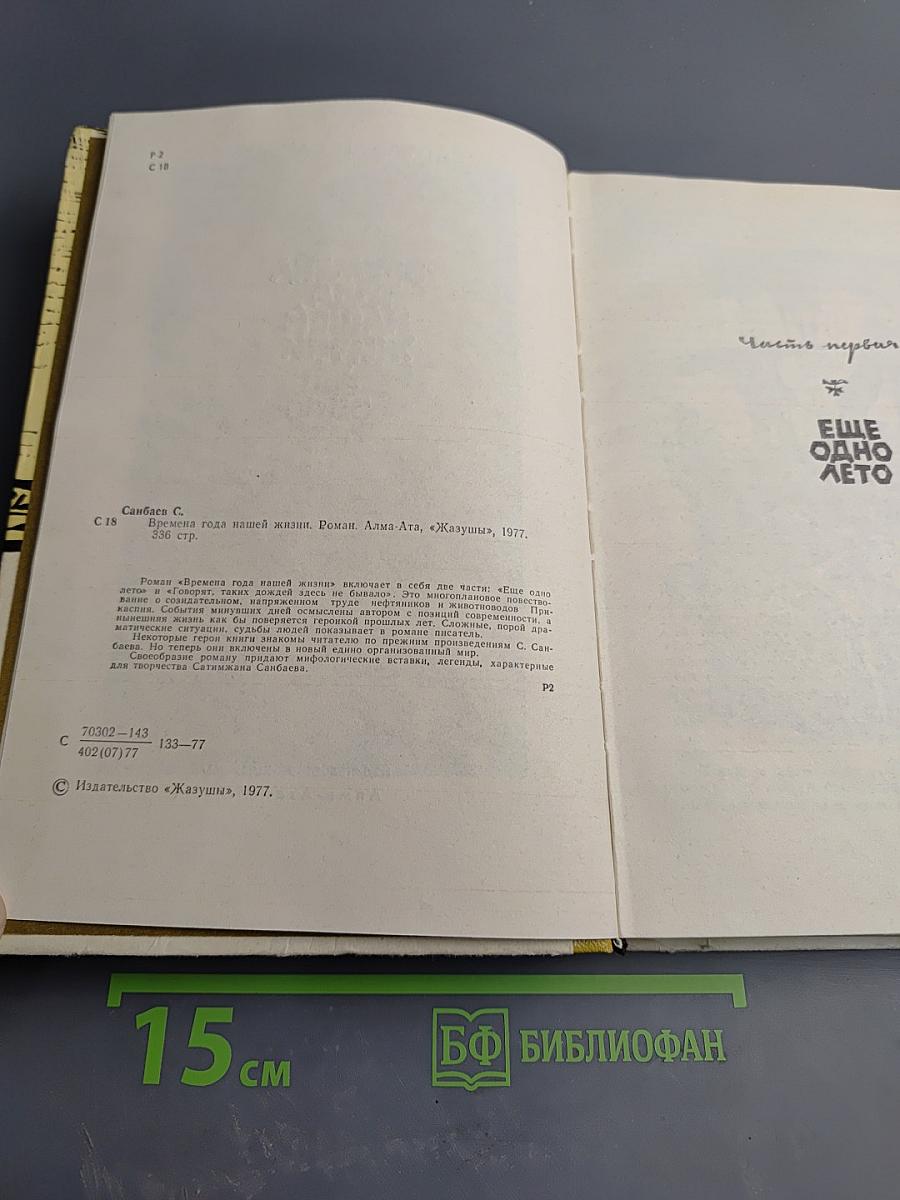 Р2
С 18
Санбаев С.
С 18 Времена года нашей жизни. Роман. Алма-Ата, «Жазушы», 1977.
336 стр.
Роман «Времена года нашей жизни» включает в себя две части: «Еще одно
лето» и «Говорят, таких дождей здесь не бывало». Это многоплановое повество-
вание о созидательном, напряженном труде нефтяников и животноводов При-
каспия. События минувших дней осмыслены автором с позиций современности, а
нынешняя жизнь как бы поверяется героикой прошлых лет. Сложные, порой дра-
матические ситуации, судьбы людей показывает в романе писатель.
Некоторые герои книги знакомы читателю по прежним произведениям С. Сан-
баева. Но теперь они включены в новый едино организованный мир.
Своеобразие роману придают мифологические вставки, легенды, характерные
для творчества Сатимжана Санбаева.
Р2
С 70302—143
402(07)77 133—77
© Издательство «Жазушы», 1977.
Часть первая
ЕЩЕ
ОДНО
ЛЕТО
15 см
БФ БИБЛИОФАН